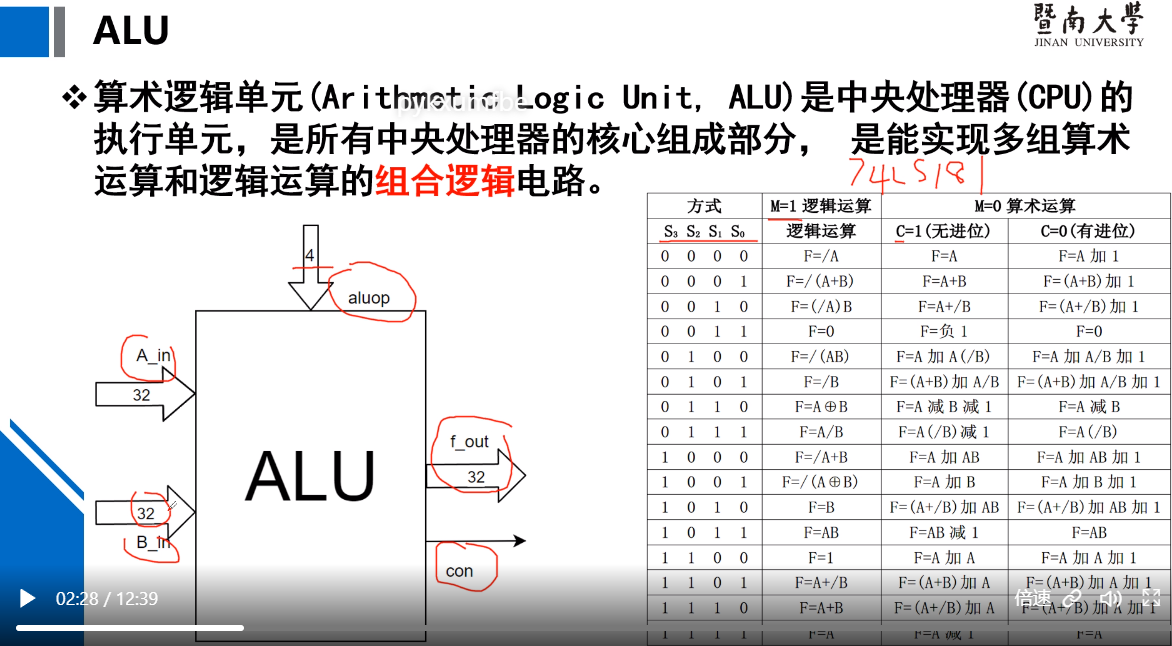 ALU
暨南大学
JINAN UNIVERSITY
❖算术逻辑单元(Arithmetic Logic Unit, ALU)是中央处理器(CPU)的
执行单元，是所有中央处理器的核心组成部分， 是能实现多组算术
运算和逻辑运算的组合逻辑电路。
74LS181
4
aluop
A_in
32
ALU
f_out
32
32
B_in
con
方式 M=1 逻辑运算 M=0 算术运算
S₃ S₂ S₁ S₀ 逻辑运算 C=1(无进位) C=0(有进位)
0 0 0 0 F=/A F=A F=A 加 1
0 0 0 1 F=/(A+B) F=A+B F=(A+B)加 1
0 0 1 0 F=(/A)B F=A+/B F=(A+/B)加 1
0 0 1 1 F=0 F=负 1 F=0
0 1 0 0 F=/(AB) F=A 加 A(/B) F=A 加 A/B 加 1
0 1 0 1 F=/B F=(A+B)加 A/B F=(A+B)加 A/B 加 1
0 1 1 0 F=A⊕B F=A 减 B 减 1 F=A 减 B
0 1 1 1 F=A/B F=A(/B)减 1 F=A(/B)
1 0 0 0 F=/A+B F=A 加 AB F=A 加 AB 加 1
1 0 0 1 F=/(A⊕B) F=A 加 B F=A 加 B 加 1
1 0 1 0 F=B F=(A+/B)加 AB F=(A+/B)加 AB 加 1
1 0 1 1 F=AB F=AB 减 1 F=AB
1 1 0 0 F=1 F=A 加 A F=A 加 A 加 1
1 1 0 1 F=A+/B F=(A+B)加 A F=(A+B)加 A 加 1
1 1 1 0 F=A+B F=(A+/B)加 A F=(A+/B)加 A 加 1
1 1 1 1 F=A F=A 减 1 F=A
02:28 / 12:39
倍速